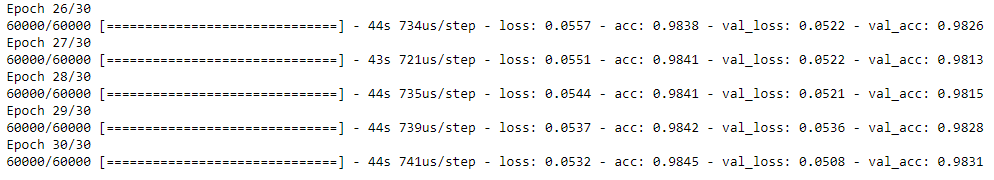 Epoch 26/30
60000/60000 [==============================] - 44s 734us/step - loss: 0.0557 - acc: 0.9838 - val_loss: 0.0522 - val_acc: 0.9826
Epoch 27/30
60000/60000 [==============================] - 43s 721us/step - loss: 0.0551 - acc: 0.9841 - val_loss: 0.0522 - val_acc: 0.9813
Epoch 28/30
60000/60000 [==============================] - 44s 735us/step - loss: 0.0544 - acc: 0.9841 - val_loss: 0.0521 - val_acc: 0.9815
Epoch 29/30
60000/60000 [==============================] - 44s 739us/step - loss: 0.0537 - acc: 0.9842 - val_loss: 0.0536 - val_acc: 0.9828
Epoch 30/30
60000/60000 [==============================] - 44s 741us/step - loss: 0.0532 - acc: 0.9845 - val_loss: 0.0508 - val_acc: 0.9831